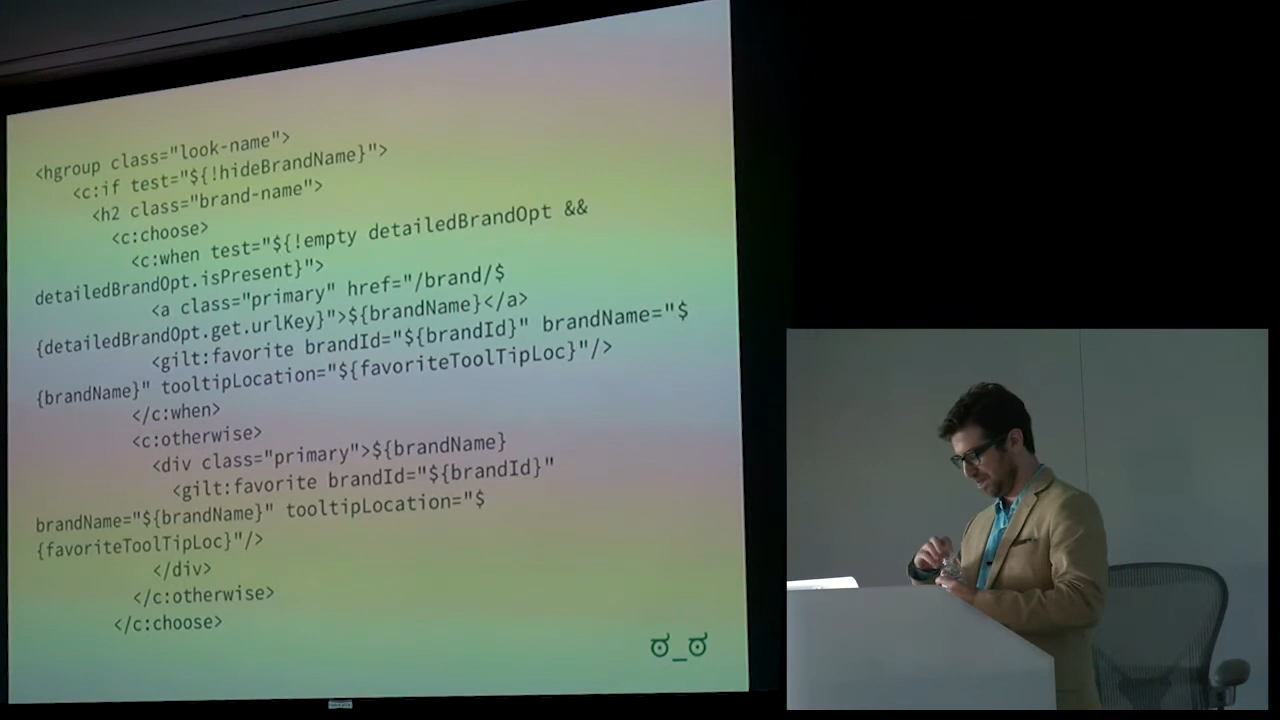 <hgroup class="look-name">
<c:if test="${!hideBrandName}">
<h2 class="brand-name">
<c:choose>
<c:when test="${!empty detailedBrandOpt &&
detailedBrandOpt.isPresent}">
<a class="primary" href="/brand/$
{detailedBrandOpt.get.urlKey}">${brandName}</a>
<gilt:favorite brandId="${brandId}" brandName="$
{brandName}" tooltipLocation="${favoriteToolTipLoc}"/>
</c:when>
<c:otherwise>
<div class="primary">${brandName}
<gilt:favorite brandId="${brandId}"
brandName="${brandName}" tooltipLocation="$
{favoriteToolTipLoc}"/>
</div>
</c:otherwise>
</c:choose>
ಠ_ಠ